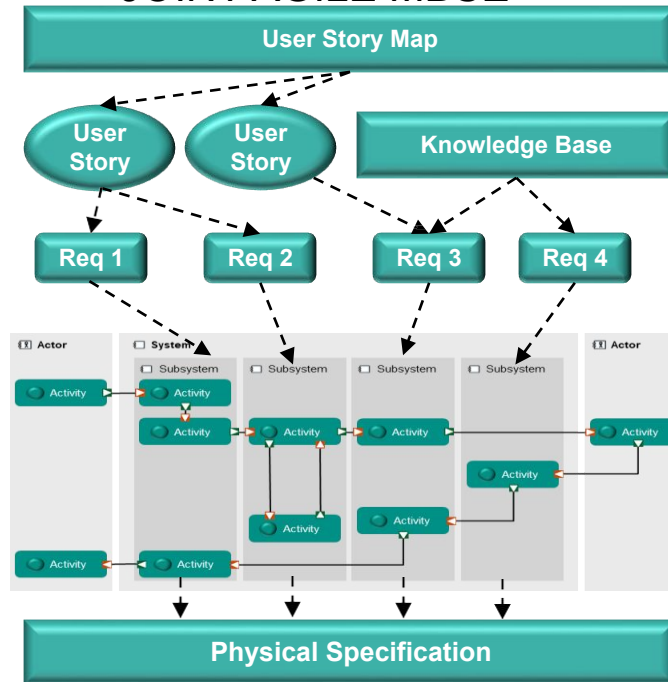 User Story Map
User
Story
User
Story
Knowledge Base
Req 1
Req 2
Req 3
Req 4
Actor
System
Actor
Subsystem
Subsystem
Subsystem
Subsystem
Activity
Activity
Activity
Activity
Activity
Activity
Activity
Activity
Activity
Activity
Activity
Physical Specification